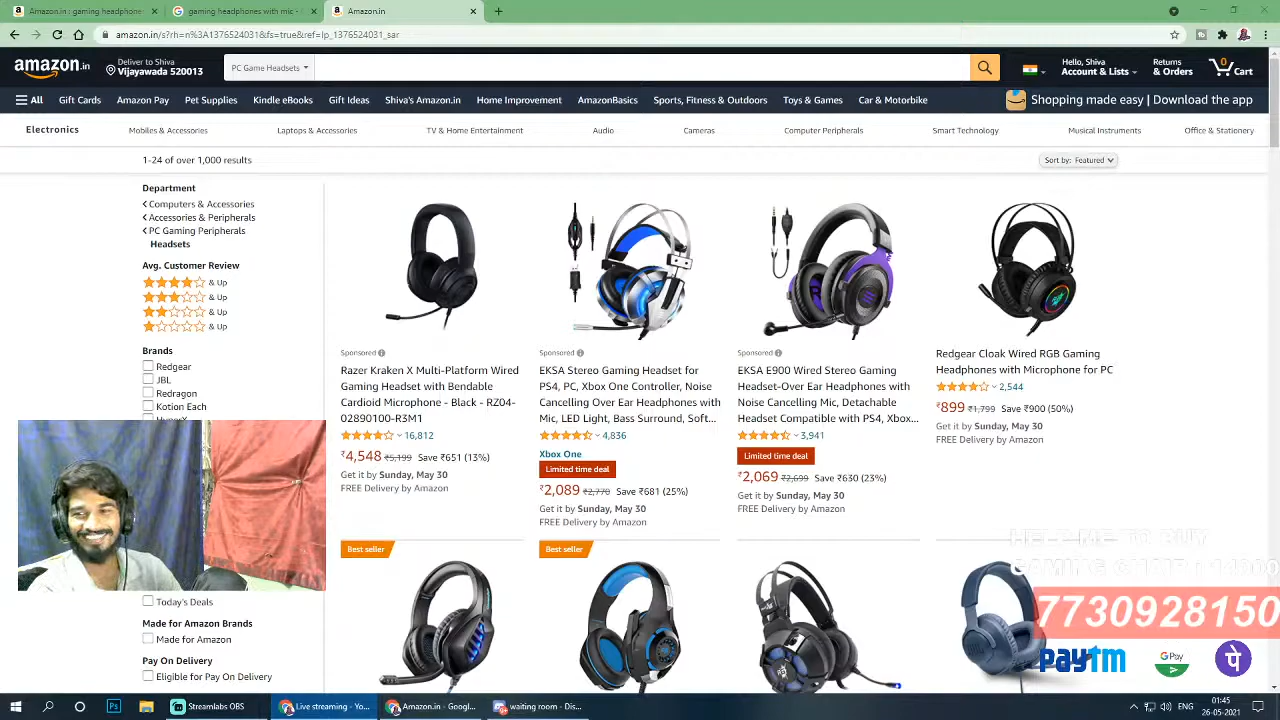 Amazon.in:
gaming headphones with mic -
Amazon.in
amazon.in/s?rh=n%3A1376524031&fs=true&ref=lp_1376524031_sar
amazon.in
Deliver to Shiva
Vijayawada 520013
PC Game Headsets
Hello, Shiva
Account & Lists
Returns
& Orders
0
Cart
All
Gift Cards
Amazon Pay
Pet Supplies
Kindle eBooks
Gift Ideas
Shiva's Amazon.in
Home Improvement
AmazonBasics
Sports, Fitness & Outdoors
Toys & Games
Car & Motorbike
Shopping made easy | Download the app
Electronics
Mobiles & Accessories
Laptops & Accessories
TV & Home Entertainment
Audio
Cameras
Computer Peripherals
Smart Technology
Musical Instruments
Office & Stationery
1-24 of over 1,000 results
Sort by: Featured
Department
Computers & Accessories
Accessories & Peripherals
PC Gaming Peripherals
Headsets
Avg. Customer Review
& Up
& Up
& Up
& Up
Brands
Redgear
JBL
Redragon
Kotion Each
Today's Deals
Made for Amazon Brands
Made for Amazon
Pay On Delivery
Eligible for Pay On Delivery
Sponsored
Razer Kraken X Multi-Platform Wired
Gaming Headset with Bendable
Cardioid Microphone - Black - RZ04-
02890100-R3M1
16,812
₹4,548 ₹5,199 Save ₹651 (13%)
Get it by Sunday, May 30
FREE Delivery by Amazon
Sponsored
EKSA Stereo Gaming Headset for
PS4, PC, Xbox One Controller, Noise
Cancelling Over Ear Headphones with
Mic, LED Light, Bass Surround, Soft...
4,836
Xbox One
Limited time deal
₹2,089 ₹2,770 Save ₹681 (25%)
Get it by Sunday, May 30
FREE Delivery by Amazon
Sponsored
EKSA E900 Wired Stereo Gaming
Headset-Over Ear Headphones with
Noise Cancelling Mic, Detachable
Headset Compatible with PS4, Xbox...
3,941
Limited time deal
₹2,069 ₹2,699 Save ₹630 (23%)
Get it by Sunday, May 30
FREE Delivery by Amazon
Redgear Cloak Wired RGB Gaming
Headphones with Microphone for PC
2,544
₹899 ₹1,799 Save ₹900 (50%)
Get it by Sunday, May 30
FREE Delivery by Amazon
Best seller
Best seller
HELP ME TO BUY
GAMING CHAIR
7730928150
paytm
G Pay
पे
Ps
Streamlabs OBS
Live streaming - Yo...
Amazon.in - Googl...
waiting room - Dis...
ENG
01:45
26-05-2021